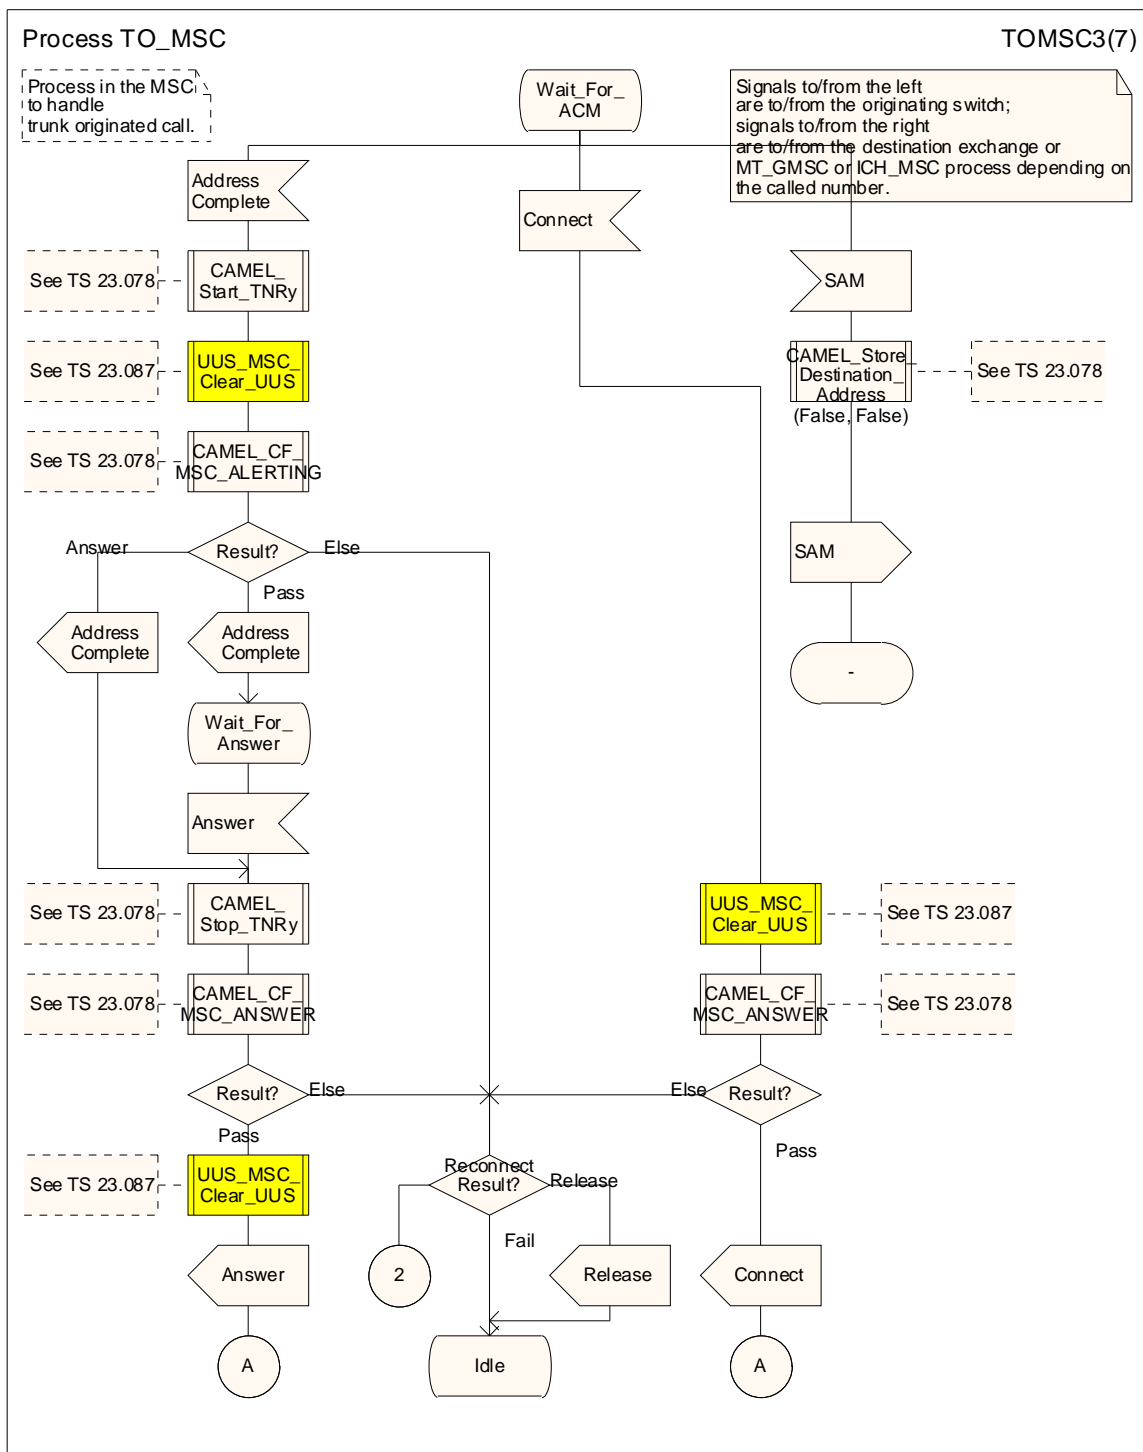 Process TO_MSC
TOMSC3(7)
Process in the MSC
to handle
trunk originated call.
Wait_For_
ACM
Signals to/from the left
are to/from the originating switch;
signals to/from the right
are to/from the destination exchange or
MT_GMSC or ICH_MSC process depending on
the called number.
Address
Complete
Connect
See TS 23.078
CAMEL_
Start_TNRy
SAM
See TS 23.087
UUS_MSC_
Clear_UUS
CAMEL_Store_
Destination_
Address
(False, False)
See TS 23.078
See TS 23.078
CAMEL_CF_
MSC_ALERTING
Answer
Result?
Else
SAM
Pass
Address
Complete
Address
Complete
-
Wait_For_
Answer
Answer
See TS 23.078
CAMEL_
Stop_TNRy
UUS_MSC_
Clear_UUS
See TS 23.087
See TS 23.078
CAMEL_CF_
MSC_ANSWER
CAMEL_CF_
MSC_ANSWER
See TS 23.078
Result?
Else
Else
Result?
Pass
Pass
See TS 23.087
UUS_MSC_
Clear_UUS
Reconnect
Result?
Release
Fail
Answer
2
Release
Connect
A
Idle
A